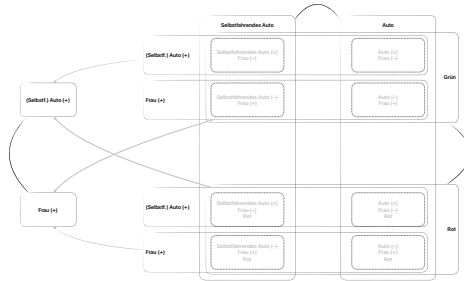 Selbstfahrendes Auto
Auto
(Selbstf.) Auto (+)
Selbstfahrendes Auto (+)
Frau (–)
Auto (+)
Frau (–)
Grün
Frau (+)
Selbstfahrendes Auto (–)
Frau (+)
Auto (–)
Frau (+)
(Selbstf.) Auto (+)
Frau (+)
(Selbstf.) Auto (+)
Selbstfahrendes Auto (+)
Frau (–)
Rot
Auto (+)
Frau (–)
Rot
Rot
Frau (+)
Selbstfahrendes Auto (–)
Frau (+)
Rot
Auto (–)
Frau (+)
Rot